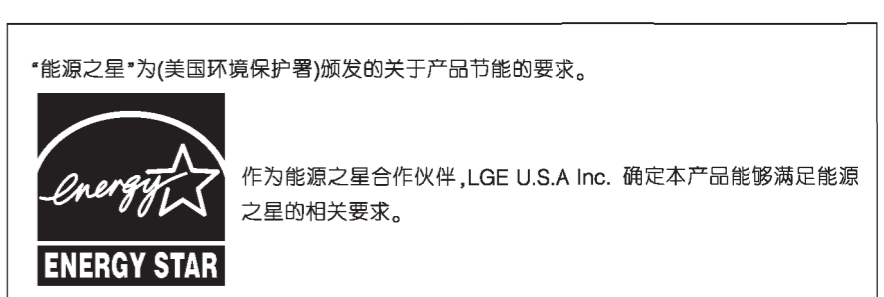 “能源之星”为(美国环境保护署)颁发的关于产品节能的要求。
energy
ENERGY STAR
作为能源之星合作伙伴,LGE U.S.A Inc. 确定本产品能够满足能源
之星的相关要求。